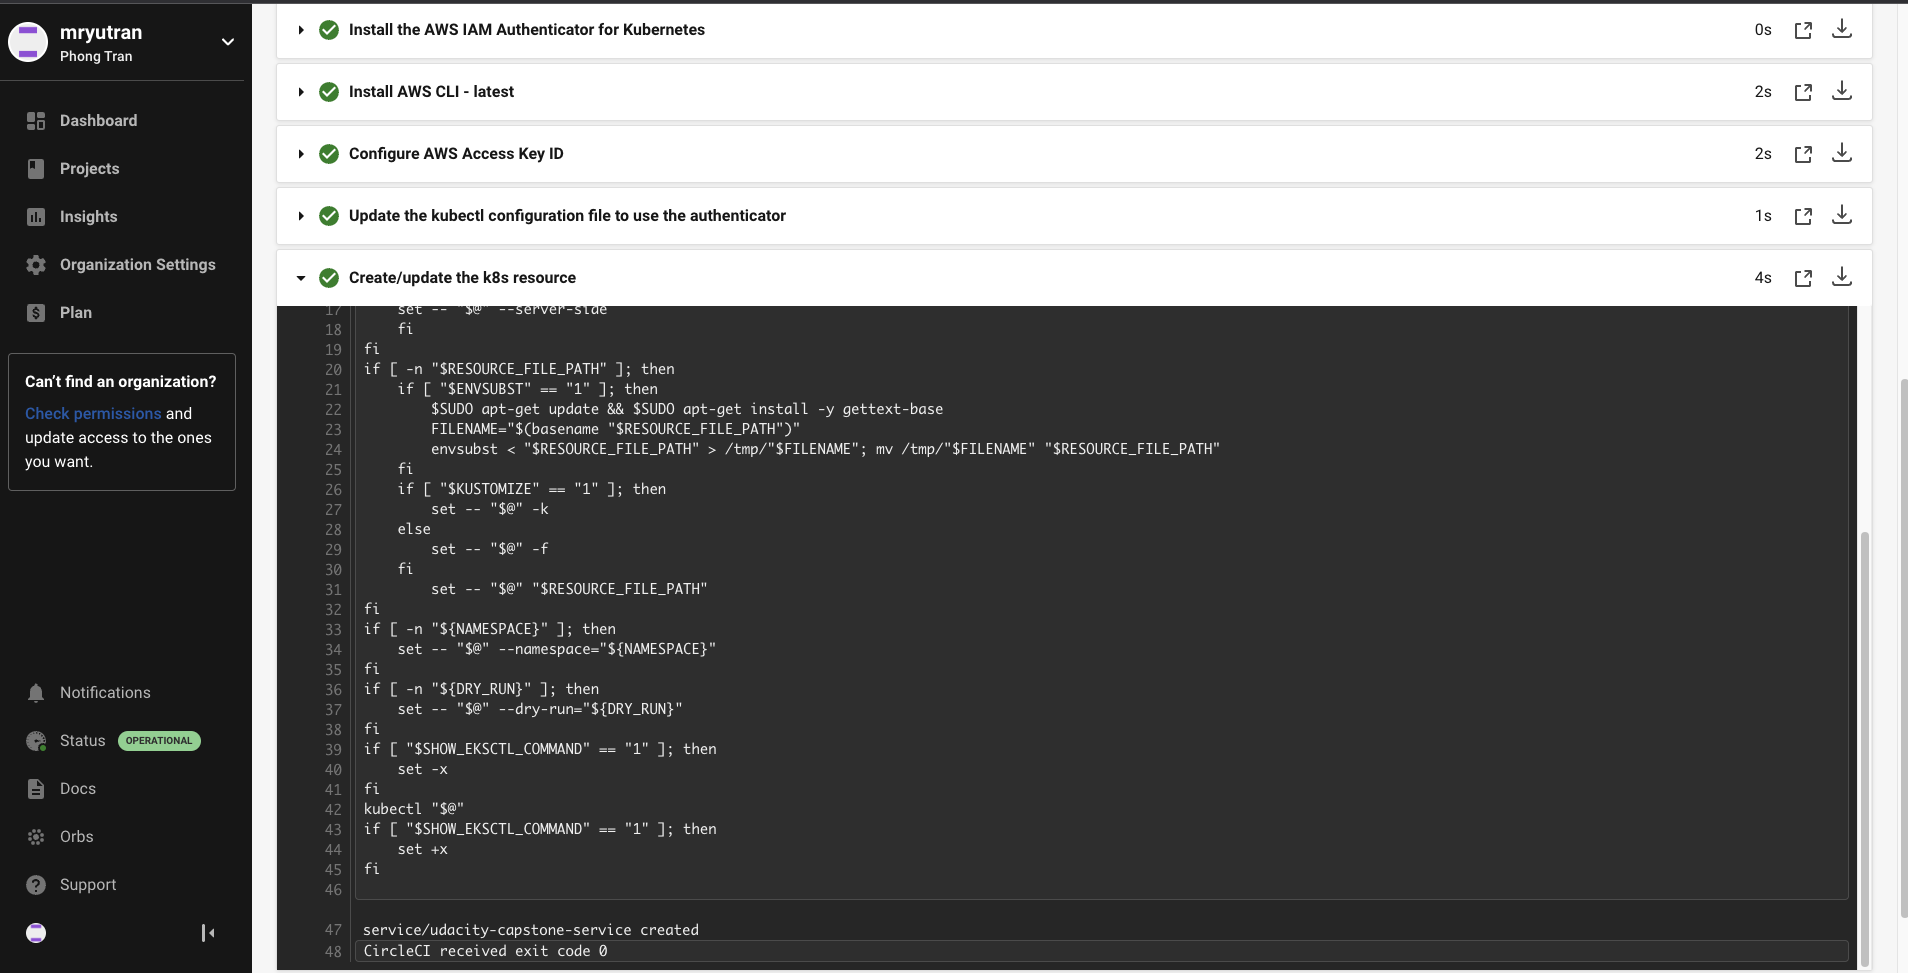 mryutran
Phong Tran
Dashboard
Projects
Insights
Organization Settings
Plan
Can't find an organization?
Check permissions and
update access to the ones
you want.
Notifications
Status OPERATIONAL
Docs
Orbs
Support
Install the AWS IAM Authenticator for Kubernetes 0s
Install AWS CLI - latest 2s
Configure AWS Access Key ID 2s
Update the kubectl configuration file to use the authenticator 1s
Create/update the k8s resource 4s
17 set -- "$@" --server-side
18 fi
19 fi
20 if [ -n "$RESOURCE_FILE_PATH" ]; then
21 if [ "$ENVSUBST" == "1" ]; then
22 $SUDO apt-get update && $SUDO apt-get install -y gettext-base
23 FILENAME="$(basename "$RESOURCE_FILE_PATH")"
24 envsubst < "$RESOURCE_FILE_PATH" > /tmp/"$FILENAME"; mv /tmp/"$FILENAME" "$RESOURCE_FILE_PATH"
25 fi
26 if [ "$KUSTOMIZE" == "1" ]; then
27 set -- "$@" -k
28 else
29 set -- "$@" -f
30 fi
31 set -- "$@" "$RESOURCE_FILE_PATH"
32 fi
33 if [ -n "${NAMESPACE}" ]; then
34 set -- "$@" --namespace="${NAMESPACE}"
35 fi
36 if [ -n "${DRY_RUN}" ]; then
37 set -- "$@" --dry-run="${DRY_RUN}"
38 fi
39 if [ "$SHOW_EKSCTL_COMMAND" == "1" ]; then
40 set -x
41 fi
42 kubectl "$@"
43 if [ "$SHOW_EKSCTL_COMMAND" == "1" ]; then
44 set +x
45 fi
46
47 service/udacity-capstone-service created
48 CircleCI received exit code 0